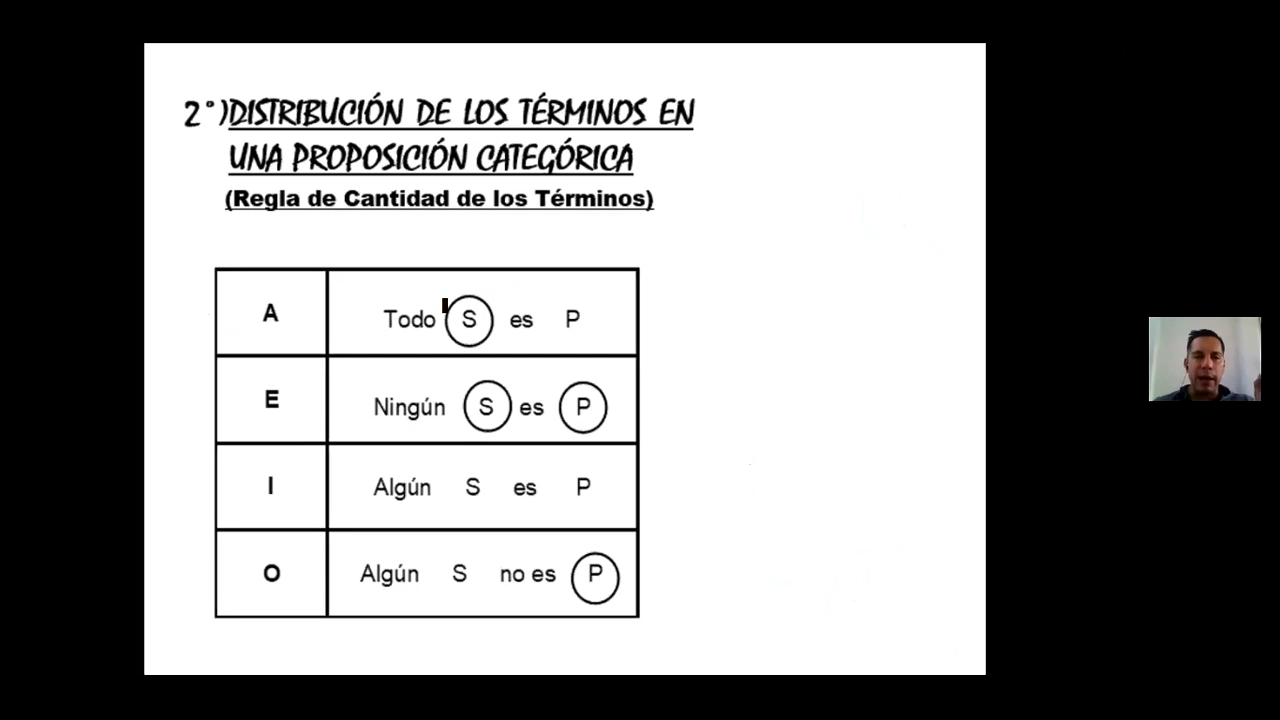 2°) DISTRIBUCIÓN DE LOS TÉRMINOS EN
UNA PROPOSICIÓN CATEGÓRICA
(Regla de Cantidad de los Términos)
A Todo S es P
E Ningún S es P
I Algún S es P
O Algún S no es P